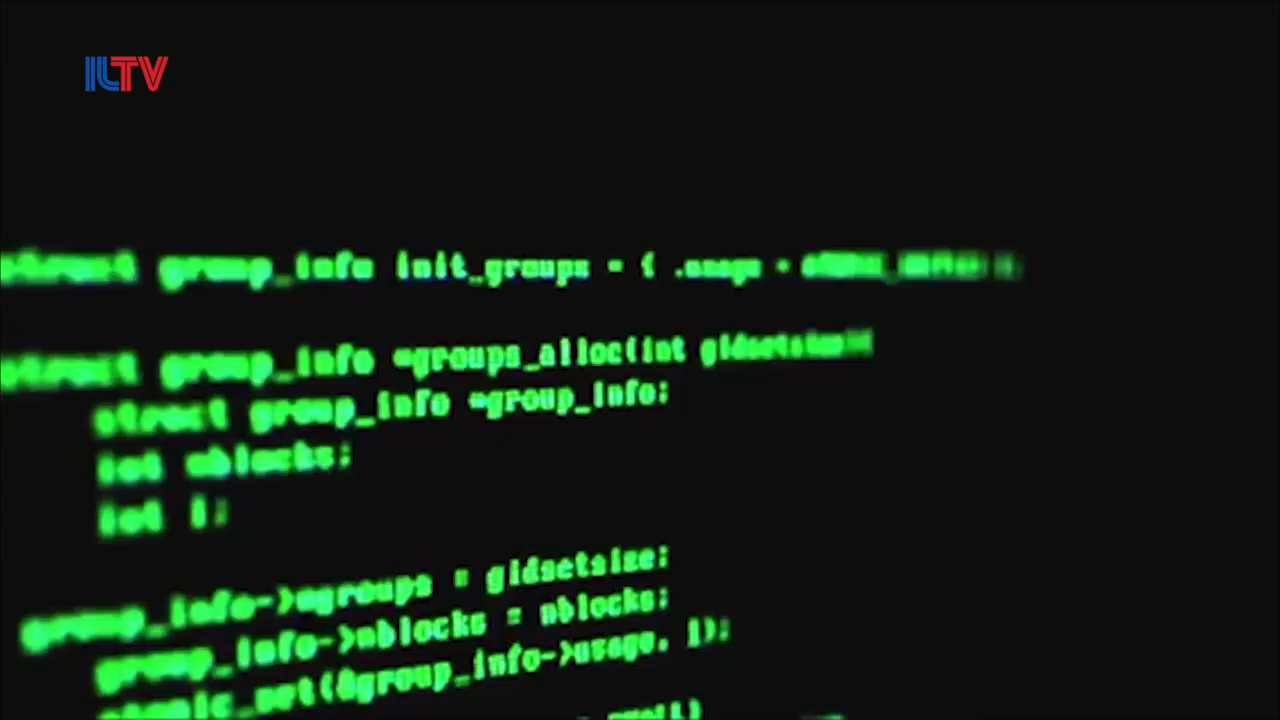 ILTV
struct group_info init_groups = { .usage =
struct group_info *groups_alloc(int gidsetsize){
struct group_info *group_info;
int nblocks;
int i;
group_info->ngroups = gidsetsize;
group_info->nblocks = nblocks;
atomic_set(&group_info->usage, 1);